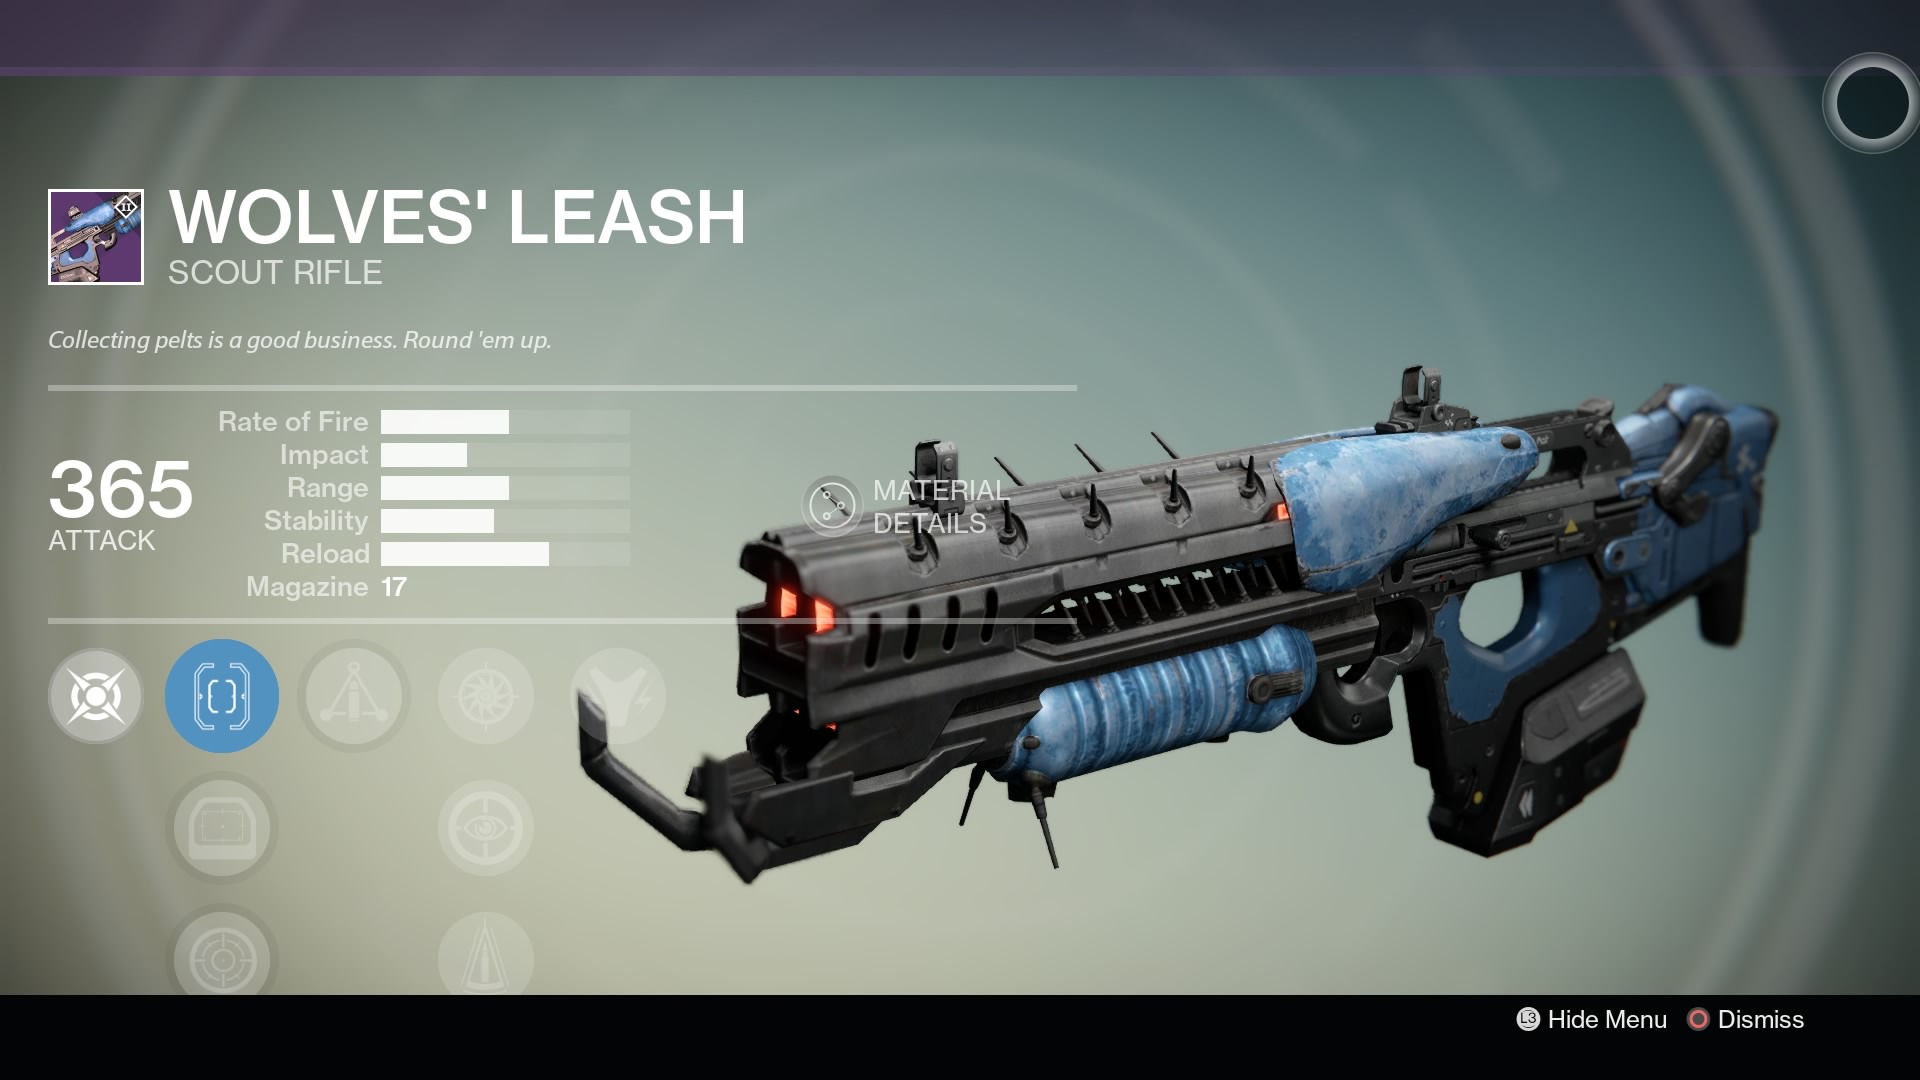 WOLVES' LEASH
SCOUT RIFLE
Collecting pelts is a good business. Round 'em up.
365
ATTACK
Rate of Fire
Impact
Range
Stability
Reload
Magazine 17
MATERIAL
DETAILS
L3 Hide Menu
Dismiss